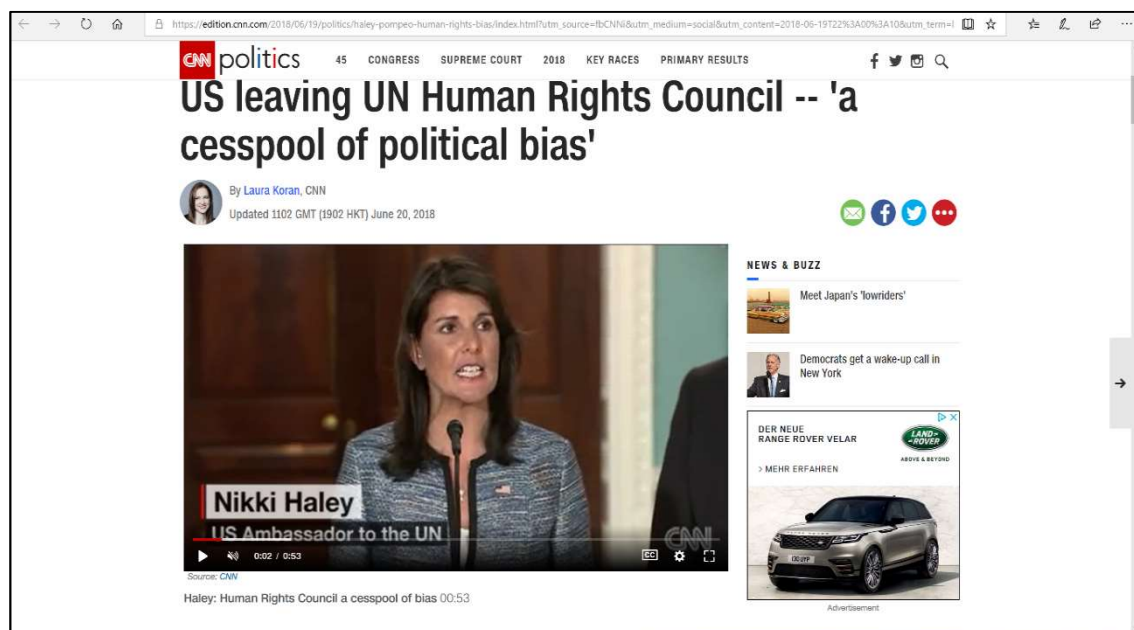 https://edition.cnn.com/2018/06/19/politics/haley-pompeo-human-rights-bias/index.html?utm_source=fbCNNi&utm_medium=social&utm_content=2018-06-19T22%3A00%3A10&utm_term=l
CNN politics 45 CONGRESS SUPREME COURT 2018 KEY RACES PRIMARY RESULTS
US leaving UN Human Rights Council -- 'a
cesspool of political bias'
By Laura Koran, CNN
Updated 1102 GMT (1902 HKT) June 20, 2018
Nikki Haley
US Ambassador to the UN
CNN
0:02 / 0:53
CC
Source: CNN
Haley: Human Rights Council a cesspool of bias 00:53
NEWS & BUZZ
Meet Japan's 'lowriders'
Democrats get a wake-up call in
New York
DER NEUE
RANGE ROVER VELAR
> MEHR ERFAHREN
LAND-
-ROVER
ABOVE & BEYOND
Advertisement